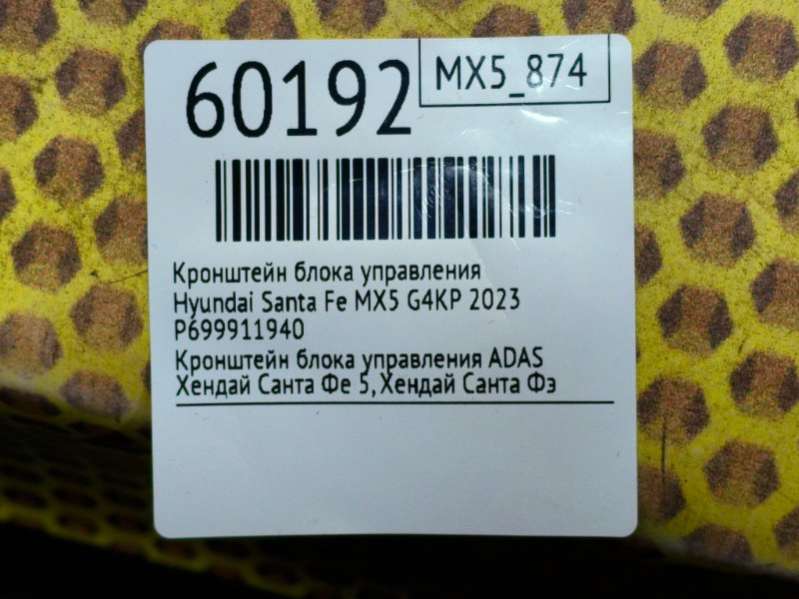 60192
MX5_874
Кронштейн блока управления
Hyundai Santa Fe MX5 G4KP 2023
P699911940
Кронштейн блока управления ADAS
Хендай Санта Фе 5, Хендай Санта Фэ